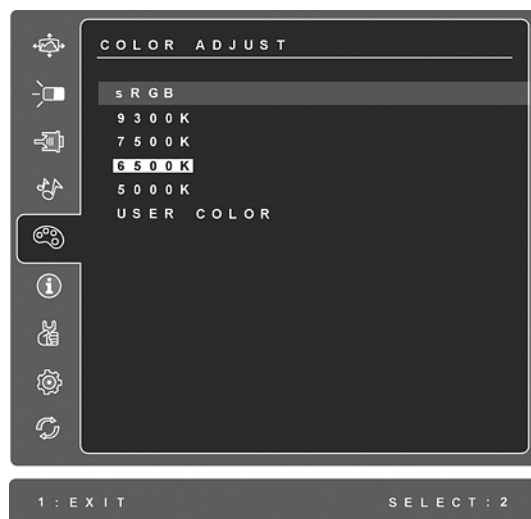 COLOR ADJUST
sRGB
9300K
7500K
6500K
5000K
USER COLOR
1:EXIT SELECT:2